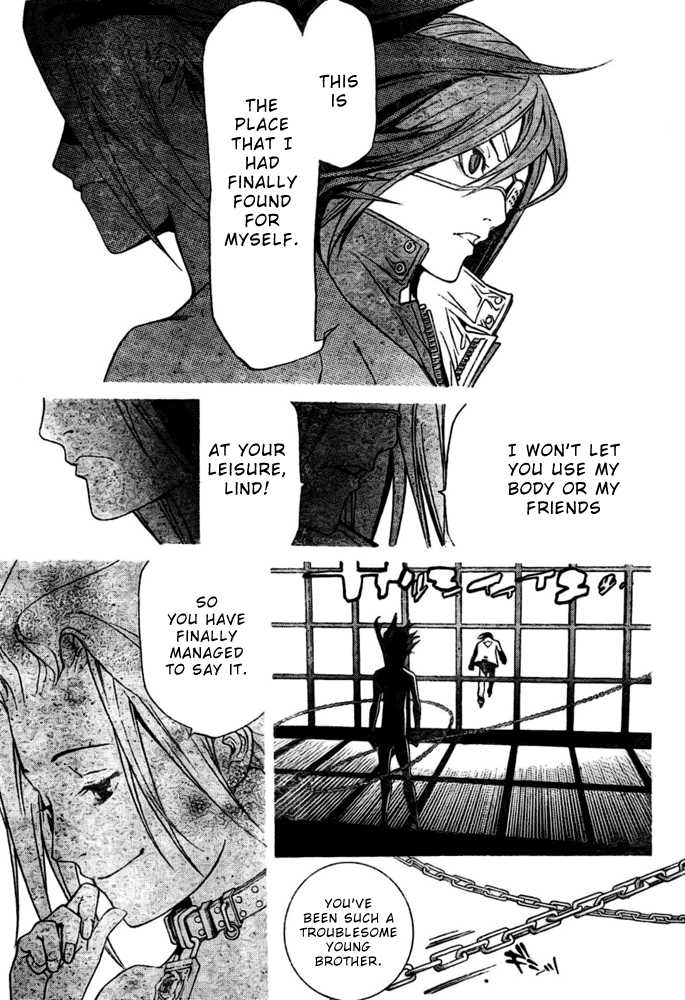 THIS
IS
THE
PLACE
THAT I
HAD
FINALLY
FOUND
FOR
MYSELF.
I WON'T LET
YOU USE MY
BODY OR MY
FRIENDS
AT YOUR
LEISURE,
LIND!
SO
YOU HAVE
FINALLY
MANAGED
TO SAY IT.
YOU'VE
BEEN SUCH A
TROUBLESOME
YOUNG
BROTHER.